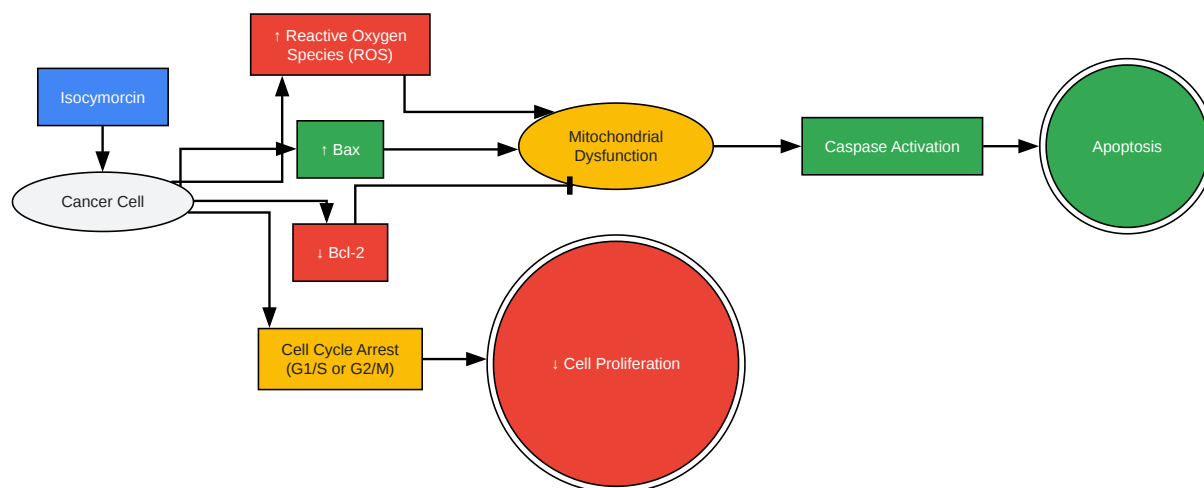 ↑ Reactive Oxygen
Species (ROS)
Isocymorcin
↑ Bax
Mitochondrial
Dysfunction
Caspase Activation
Apoptosis
Cancer Cell
↓ Bcl-2
Cell Cycle Arrest
(G1/S or G2/M)
↓ Cell Proliferation